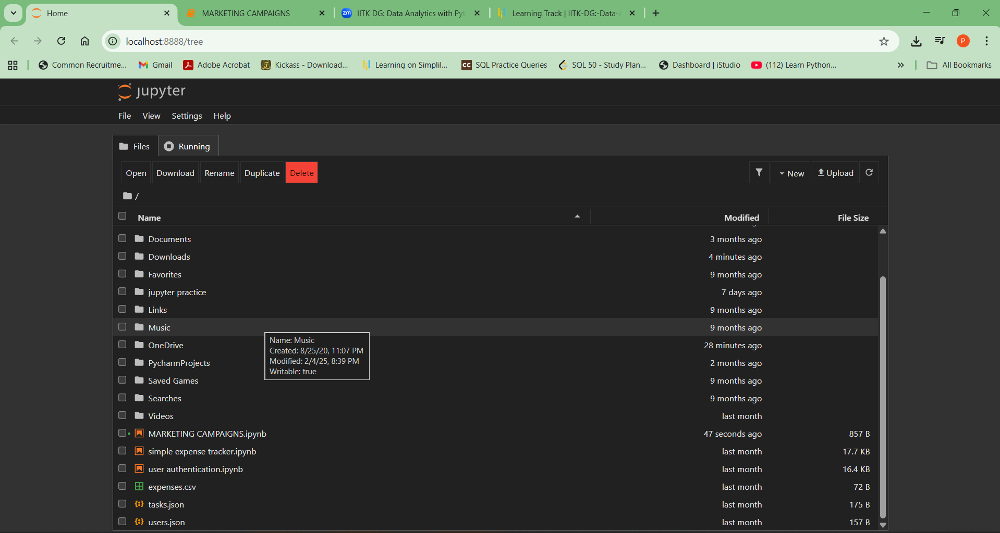 Home
MARKETING CAMPAIGNS
zm IITK DG: Data Analytics with Pyt
Learning Track | IITK-DG:-Data-A
localhost:8888/tree
P
Common Recruitme...
Gmail
Adobe Acrobat
Kickass - Download...
Learning on Simplil...
CC SQL Practice Queries
SQL 50 - Study Plan...
Dashboard | iStudio
(112) Learn Python...
»
All Bookmarks
jupyter
File View Settings Help
Files Running
Open Download Rename Duplicate Delete New Upload
/
Name Modified File Size
Documents 3 months ago
Downloads 4 minutes ago
Favorites 9 months ago
jupyter practice 7 days ago
Links 9 months ago
Music 9 months ago
Name: Music
Created: 8/25/20, 11:07 PM
Modified: 2/4/25, 8:39 PM
Writable: true
OneDrive 28 minutes ago
PycharmProjects 2 months ago
Saved Games 9 months ago
Searches 9 months ago
Videos last month
MARKETING CAMPAIGNS.ipynb 47 seconds ago 857 B
simple expense tracker.ipynb last month 17.7 KB
user authentication.ipynb last month 16.4 KB
expenses.csv last month 72 B
tasks.json last month 175 B
users.json last month 157 B